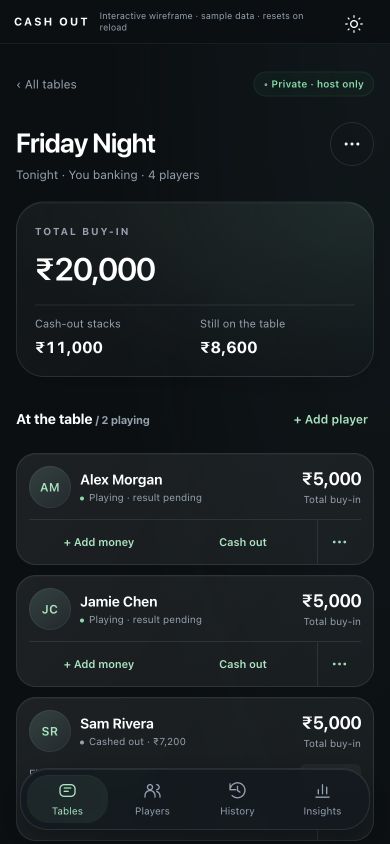 CASH OUT
Interactive wireframe · sample data · resets on
reload
‹ All tables
• Private · host only
Friday Night
Tonight · You banking · 4 players
TOTAL BUY-IN
₹20,000
Cash-out stacks
Still on the table
₹11,000
₹8,600
At the table / 2 playing
+ Add player
AM
Alex Morgan
Playing · result pending
₹5,000
Total buy-in
+ Add money
Cash out
JC
Jamie Chen
Playing · result pending
₹5,000
Total buy-in
+ Add money
Cash out
SR
Sam Rivera
Cashed out · ₹7,200
₹5,000
Total buy-in
Tables
Players
History
Insights